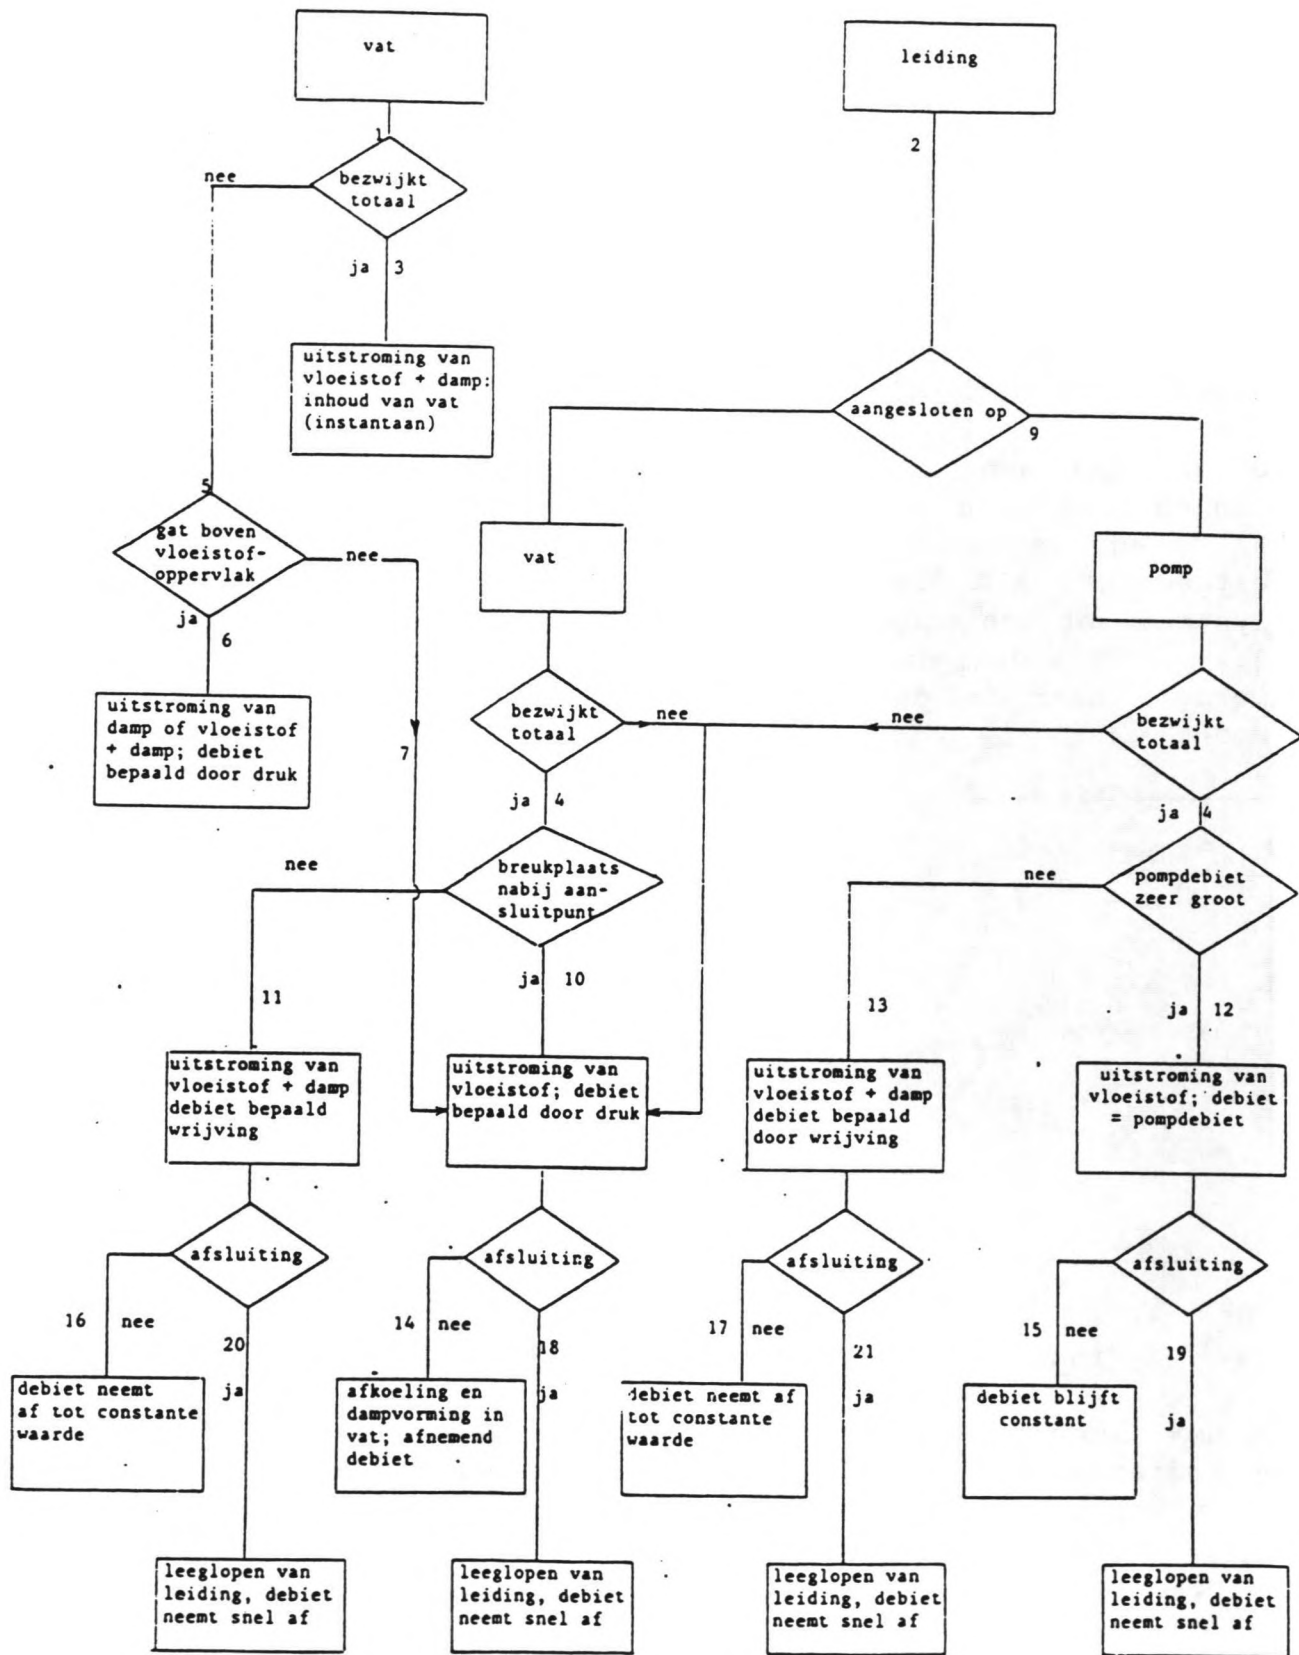 vat
leiding
1
2
nee
bezwijkt
totaal
ja 3
uitstroming van
vloeistof + damp:
inhoud van vat
(instantaan)
aangesloten op
9
5
gat boven
vloeistof-
oppervlak
nee
vat
pomp
ja
6
uitstroming van
damp of vloeistof
+ damp; debiet
bepaald door druk
7
bezwijkt
totaal
nee
nee
bezwijkt
totaal
ja 4
ja 4
nee
breukplaats
nabij aan-
sluitpunt
nee
pompdebiet
zeer groot
ja 10
11
13
ja 12
uitstroming van
vloeistof + damp
debiet bepaald
wrijving
uitstroming van
vloeistof; debiet
bepaald door druk
uitstroming van
vloeistof + damp
debiet bepaald
door wrijving
uitstroming van
vloeistof; debiet
= pompdebiet
afsluiting
afsluiting
afsluiting
afsluiting
16 nee
20
ja
14 nee
18
ja
17 nee
21
ja
15 nee
19
ja
debiet neemt
af tot constante
waarde
afkoeling en
dampvorming in
vat; afnemend
debiet
debiet neemt af
tot constante
waarde
debiet blijft
constant
leeglopen van
leiding, debiet
neemt snel af
leeglopen van
leiding, debiet
neemt snel af
leeglopen van
leiding, debiet
neemt snel af
leeglopen van
leiding, debiet
neemt snel af